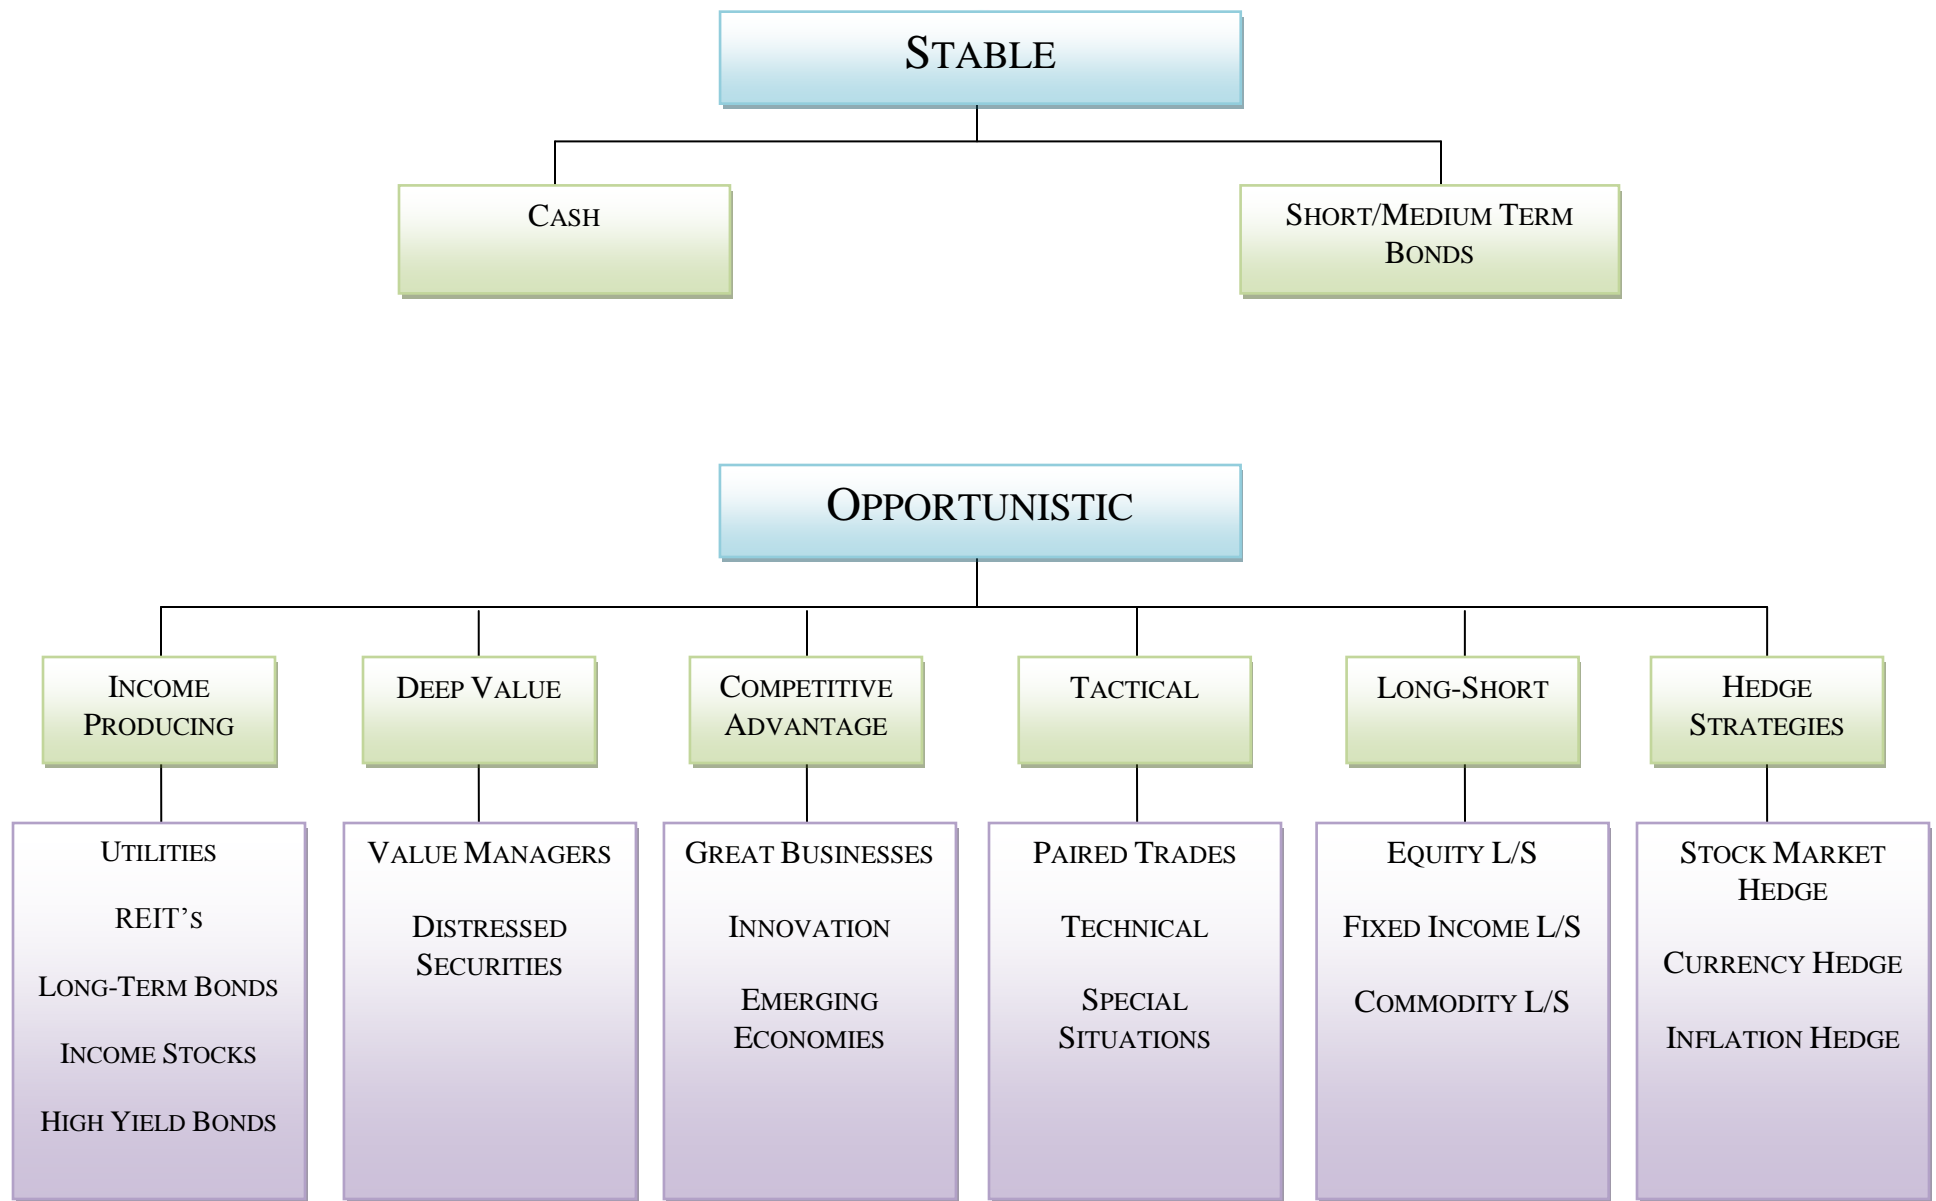 STABLE
CASH
SHORT/MEDIUM TERM
BONDS
OPPORTUNISTIC
INCOME
PRODUCING
DEEP VALUE
COMPETITIVE
ADVANTAGE
TACTICAL
LONG-SHORT
HEDGE
STRATEGIES
UTILITIES
REIT'S
LONG-TERM BONDS
INCOME STOCKS
HIGH YIELD BONDS
VALUE MANAGERS
DISTRESSED
SECURITIES
GREAT BUSINESSES
INNOVATION
EMERGING
ECONOMIES
PAIRED TRADES
TECHNICAL
SPECIAL
SITUATIONS
EQUITY L/S
FIXED INCOME L/S
COMMODITY L/S
STOCK MARKET
HEDGE
CURRENCY HEDGE
INFLATION HEDGE